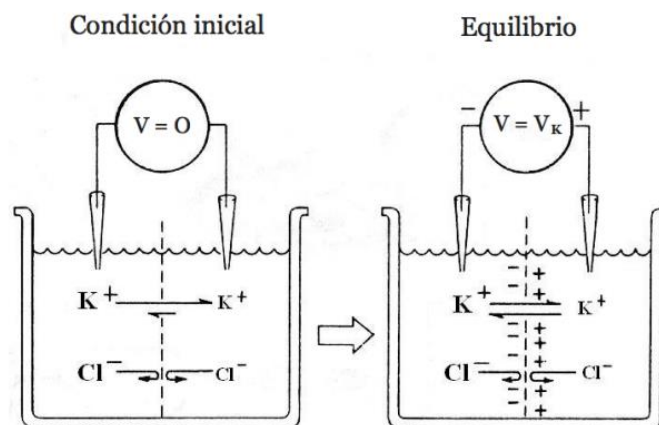 Condición inicial
Equilibrio
V = O
− V = V_K +
K⁺ K⁺
Cl⁻ Cl⁻
− +
− +
K⁺ K⁺
− +
− +
Cl⁻ Cl⁻
− +
− +